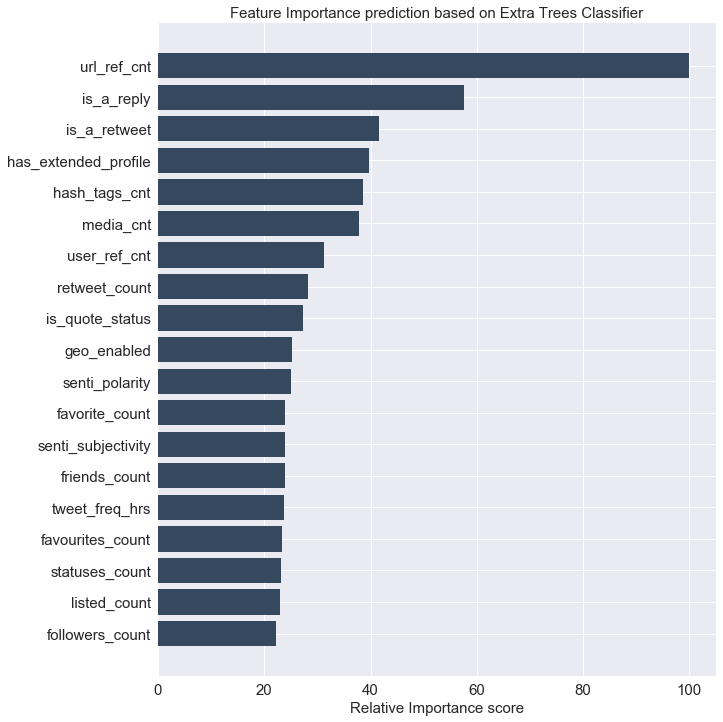 Feature Importance prediction based on Extra Trees Classifier
url_ref_cnt
is_a_reply
is_a_retweet
has_extended_profile
hash_tags_cnt
media_cnt
user_ref_cnt
retweet_count
is_quote_status
geo_enabled
senti_polarity
favorite_count
senti_subjectivity
friends_count
tweet_freq_hrs
favourites_count
statuses_count
listed_count
followers_count
0 20 40 60 80 100
Relative Importance score